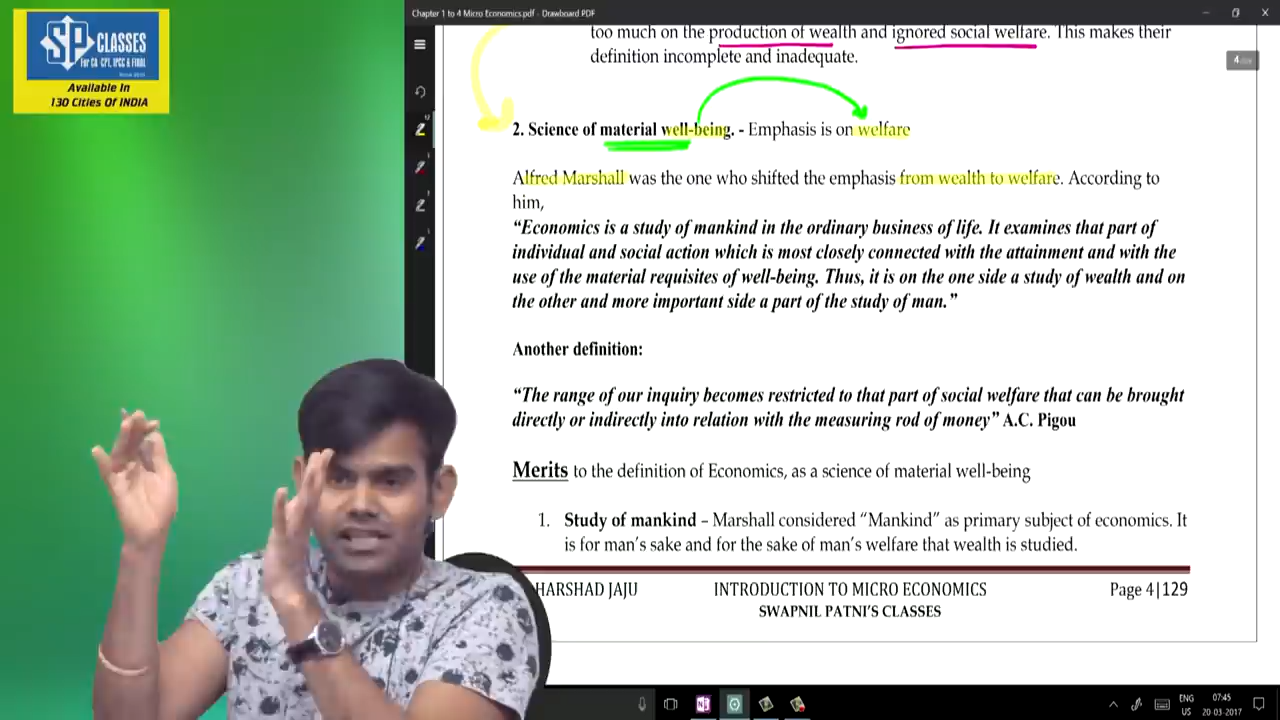 Chapter 1 to 4 Micro Economics.pdf - Drawboard PDF
SP CLASSES
For CA- CPT, IPCC & FINAL
Since 2010
Available In
130 Cities Of INDIA
too much on the production of wealth and ignored social welfare. This makes their
definition incomplete and inadequate.
2. Science of material well-being. - Emphasis is on welfare
Alfred Marshall was the one who shifted the emphasis from wealth to welfare. According to
him,
“Economics is a study of mankind in the ordinary business of life. It examines that part of
individual and social action which is most closely connected with the attainment and with the
use of the material requisites of well-being. Thus, it is on the one side a study of wealth and on
the other and more important side a part of the study of man.”
Another definition:
“The range of our inquiry becomes restricted to that part of social welfare that can be brought
directly or indirectly into relation with the measuring rod of money” A.C. Pigou
Merits to the definition of Economics, as a science of material well-being
1. Study of mankind – Marshall considered “Mankind” as primary subject of economics. It
is for man’s sake and for the sake of man’s welfare that wealth is studied.
HARSHAD JAJU INTRODUCTION TO MICRO ECONOMICS Page 4|129
SWAPNIL PATNI’S CLASSES
ENG 07:45
US 20-03-2017